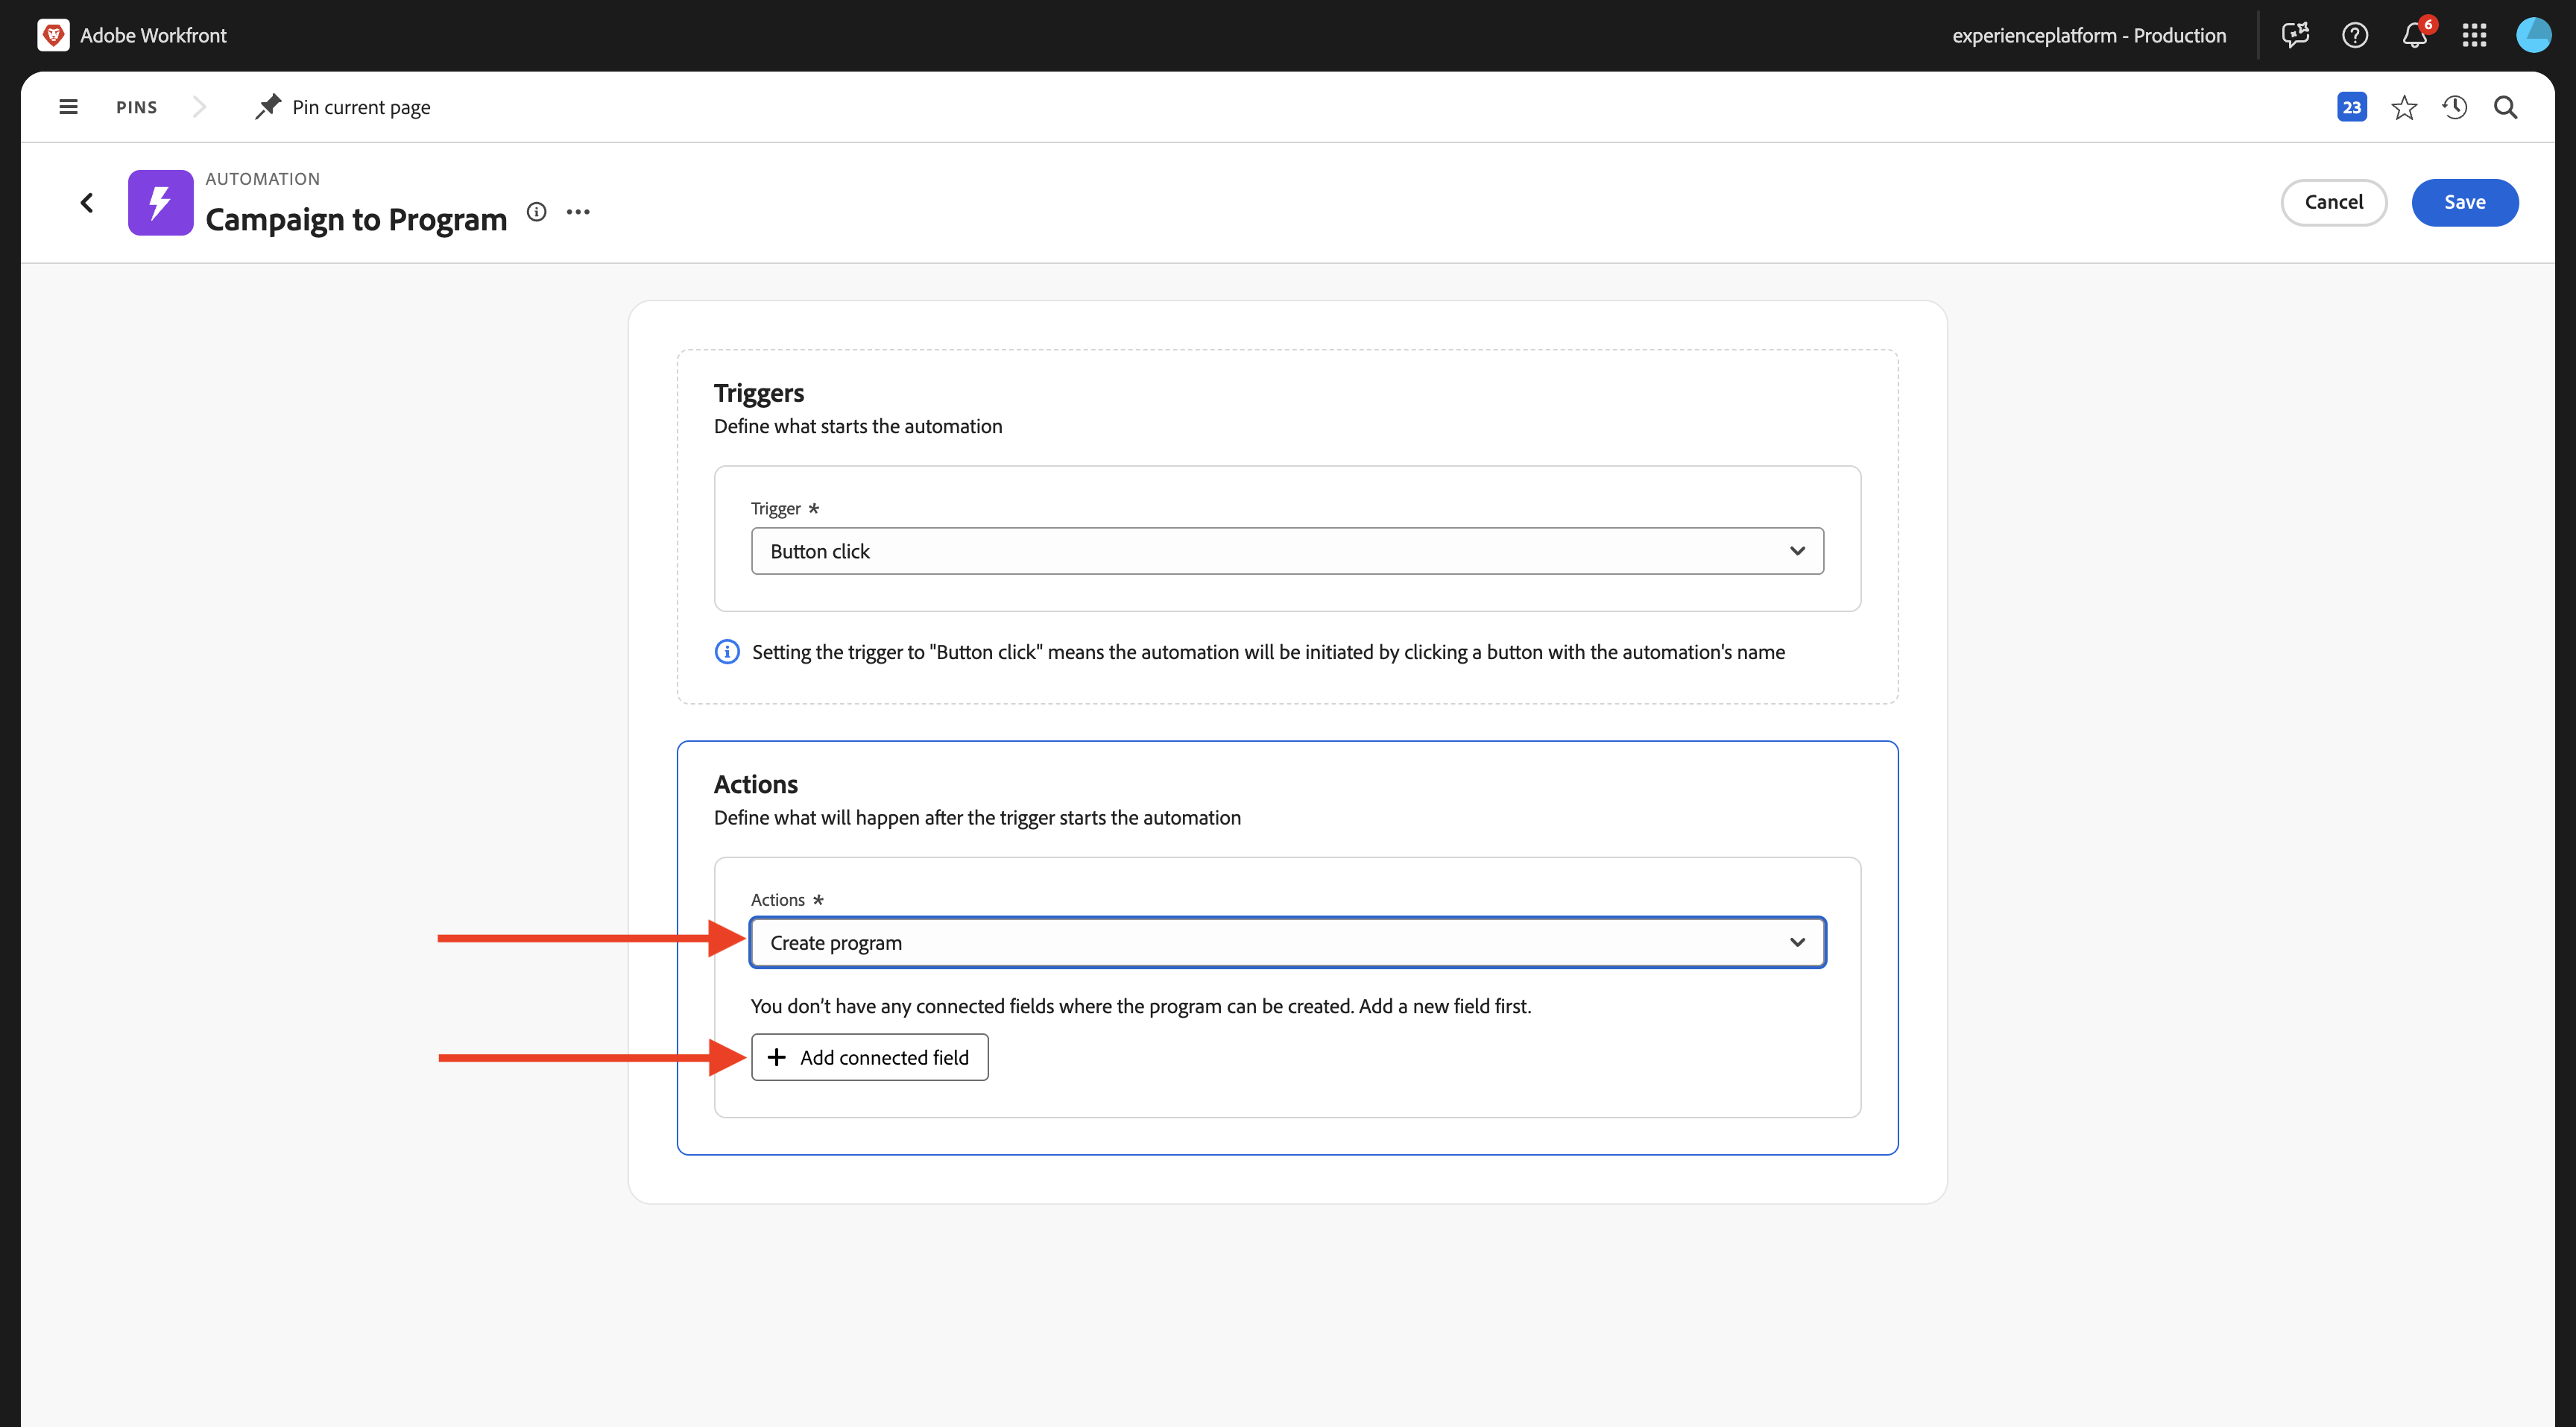 Adobe Workfront
experienceplatform - Production
6
PINS
Pin current page
23
AUTOMATION
Campaign to Program
Cancel
Save
Triggers
Define what starts the automation
Trigger *
Button click
Setting the trigger to "Button click" means the automation will be initiated by clicking a button with the automation's name
Actions
Define what will happen after the trigger starts the automation
Actions *
Create program
You don’t have any connected fields where the program can be created. Add a new field first.
Add connected field